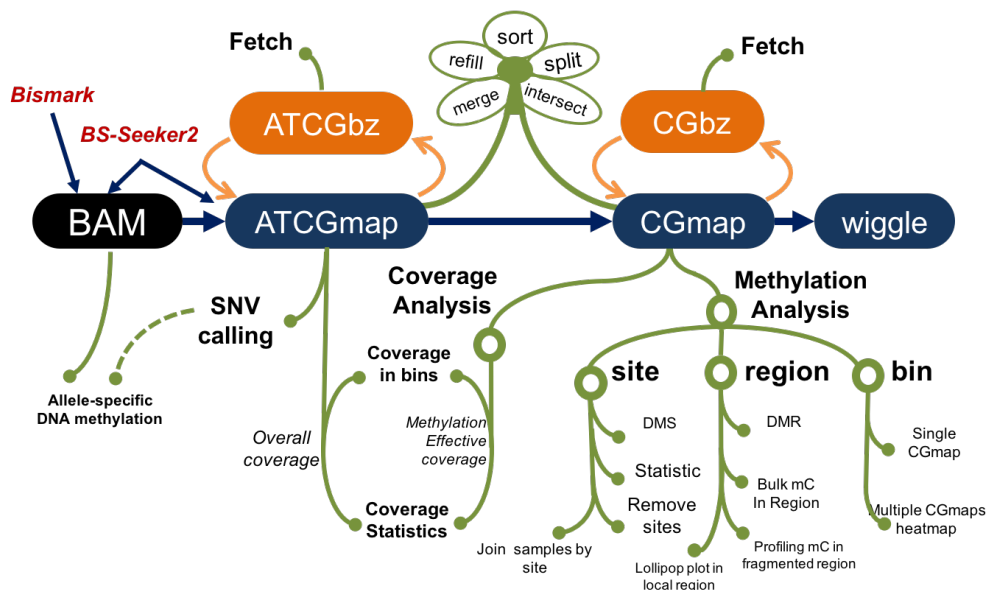 Fetch
sort
refill
split
merge
intersect
Fetch
Bismark
BS-Seeker2
ATCGbz
CGbz
BAM
ATCGmap
CGmap
wiggle
SNV
calling
Coverage
Analysis
Methylation
Analysis
Coverage
in bins
site
region
bin
Allele-specific
DNA methylation
Overall
coverage
Methylation
Effective
coverage
Coverage
Statistics
DMS
Statistic
Remove
sites
Join samples by
site
DMR
Bulk mC
In Region
Profiling mC in
fragmented region
Lollipop plot in
local region
Single
CGmap
Multiple CGmaps
heatmap